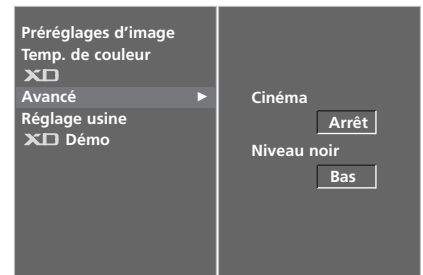 Préréglages d’image
Temp. de couleur
XD
Avancé ►
Réglage usine
XD Démo
Cinéma
Arrêt
Niveau noir
Bas